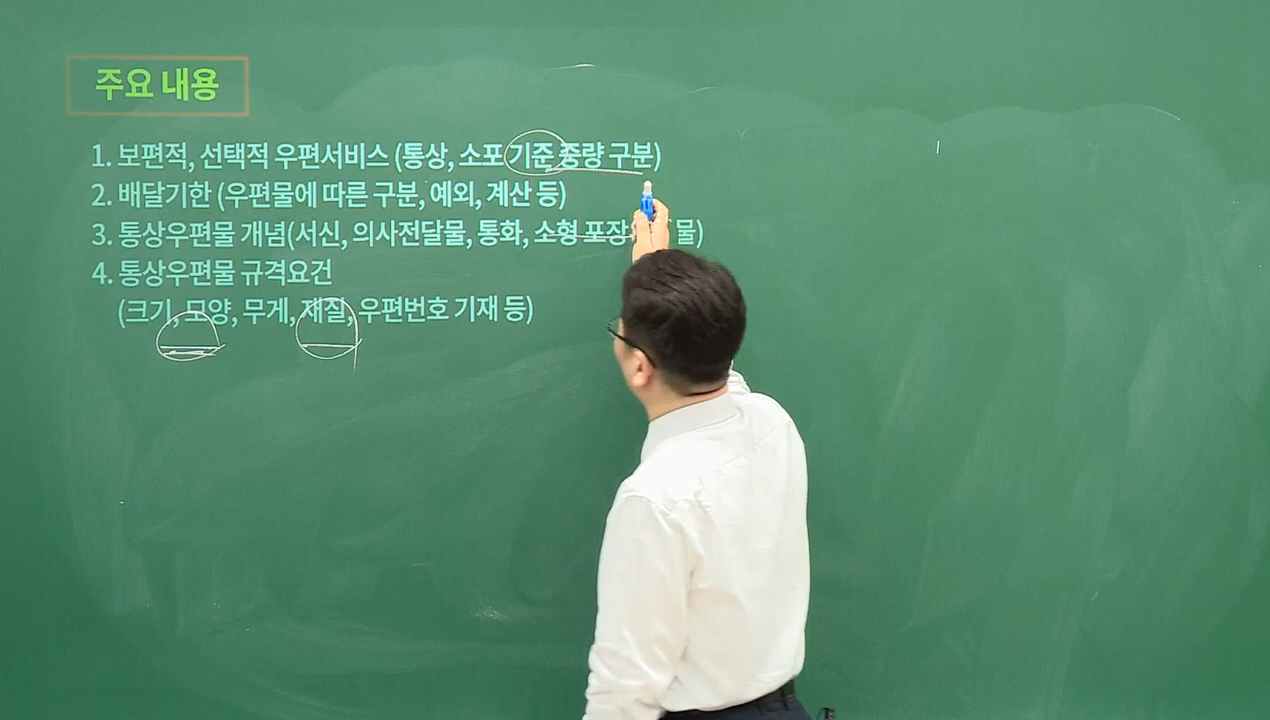 주요 내용
1. 보편적, 선택적 우편서비스 (통상, 소포 기준 중량 구분)
2. 배달기한 (우편물에 따른 구분, 예외, 계산 등)
3. 통상우편물 개념(서신, 의사전달물, 통화, 소형 포장 물)
4. 통상우편물 규격요건
(크기, 모양, 무게, 재질, 우편번호 기재 등)